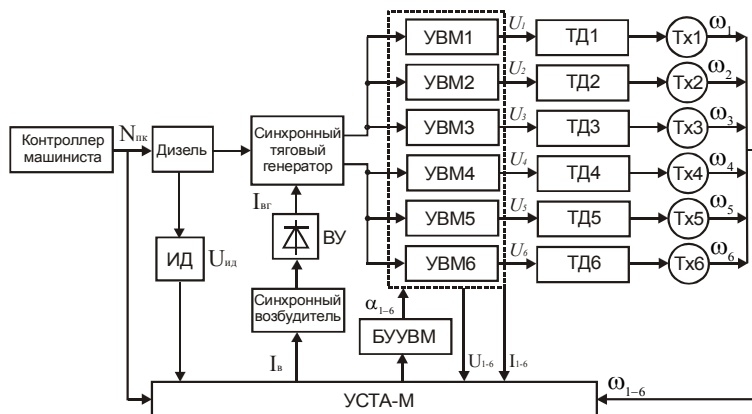 УВМ1 U1 ТД1 Тх1 ω1
УВМ2 U2 ТД2 Тх2 ω2
УВМ3 U3 ТД3 Тх3 ω3
УВМ4 U4 ТД4 Тх4 ω4
УВМ5 U5 ТД5 Тх5 ω5
УВМ6 U6 ТД6 Тх6 ω6
Контроллер
машиниста
Nпк
Дизель
Синхронный
тяговый
генератор
Iвг
ВУ
ИД
Uид
Синхронный
возбудитель
Iв
α1–6
БУУВМ
U1-6
I1-6
ω1–6
УСТА-М